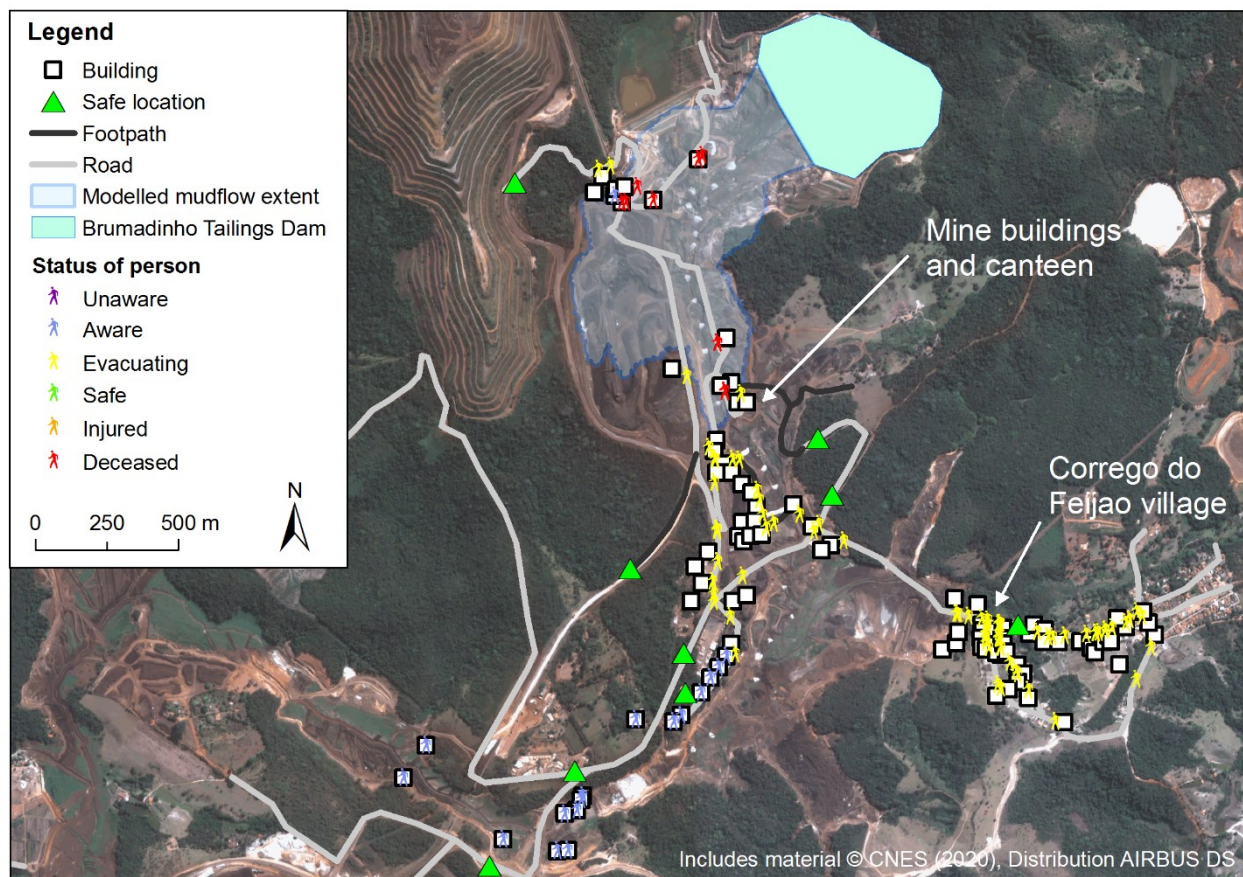 Legend
Building
Safe location
Footpath
Road
Modelled mudflow extent
Brumadinho Tailings Dam
Status of person
Unaware
Aware
Evacuating
Safe
Injured
Deceased
N
0 250 500 m
Mine buildings
and canteen
Corrego do
Feijao village
Includes material © CNES (2020), Distribution AIRBUS DS